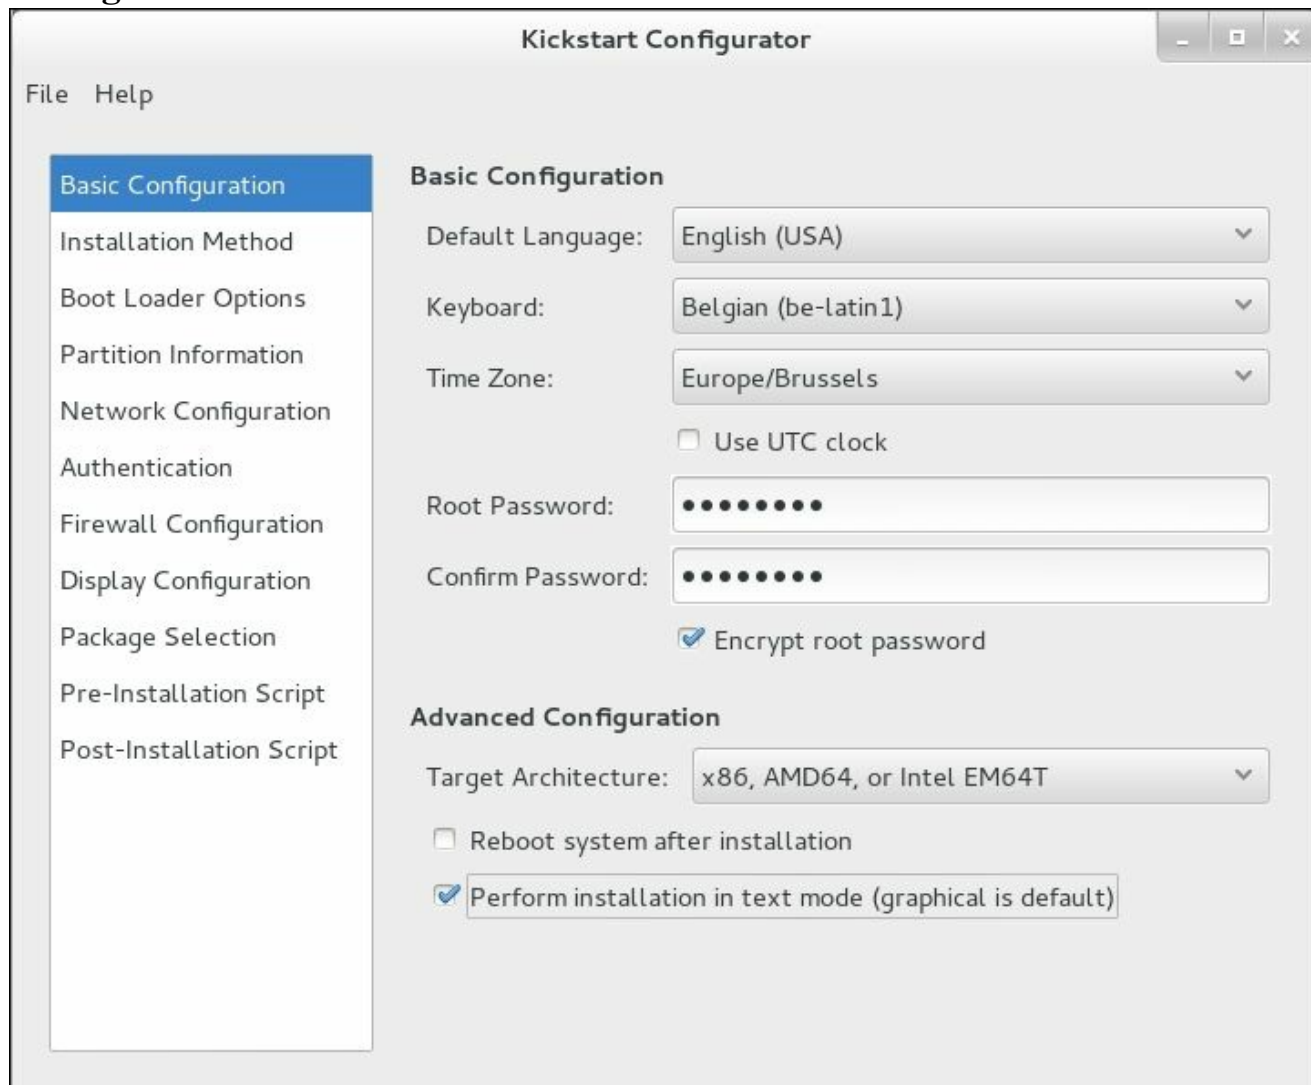 Kickstart Configurator
File Help
Basic Configuration
Installation Method
Boot Loader Options
Partition Information
Network Configuration
Authentication
Firewall Configuration
Display Configuration
Package Selection
Pre-Installation Script
Post-Installation Script
Basic Configuration
Default Language: English (USA)
Keyboard: Belgian (be-latin1)
Time Zone: Europe/Brussels
Use UTC clock
Root Password: ••••••••
Confirm Password: ••••••••
Encrypt root password
Advanced Configuration
Target Architecture: x86, AMD64, or Intel EM64T
Reboot system after installation
Perform installation in text mode (graphical is default)